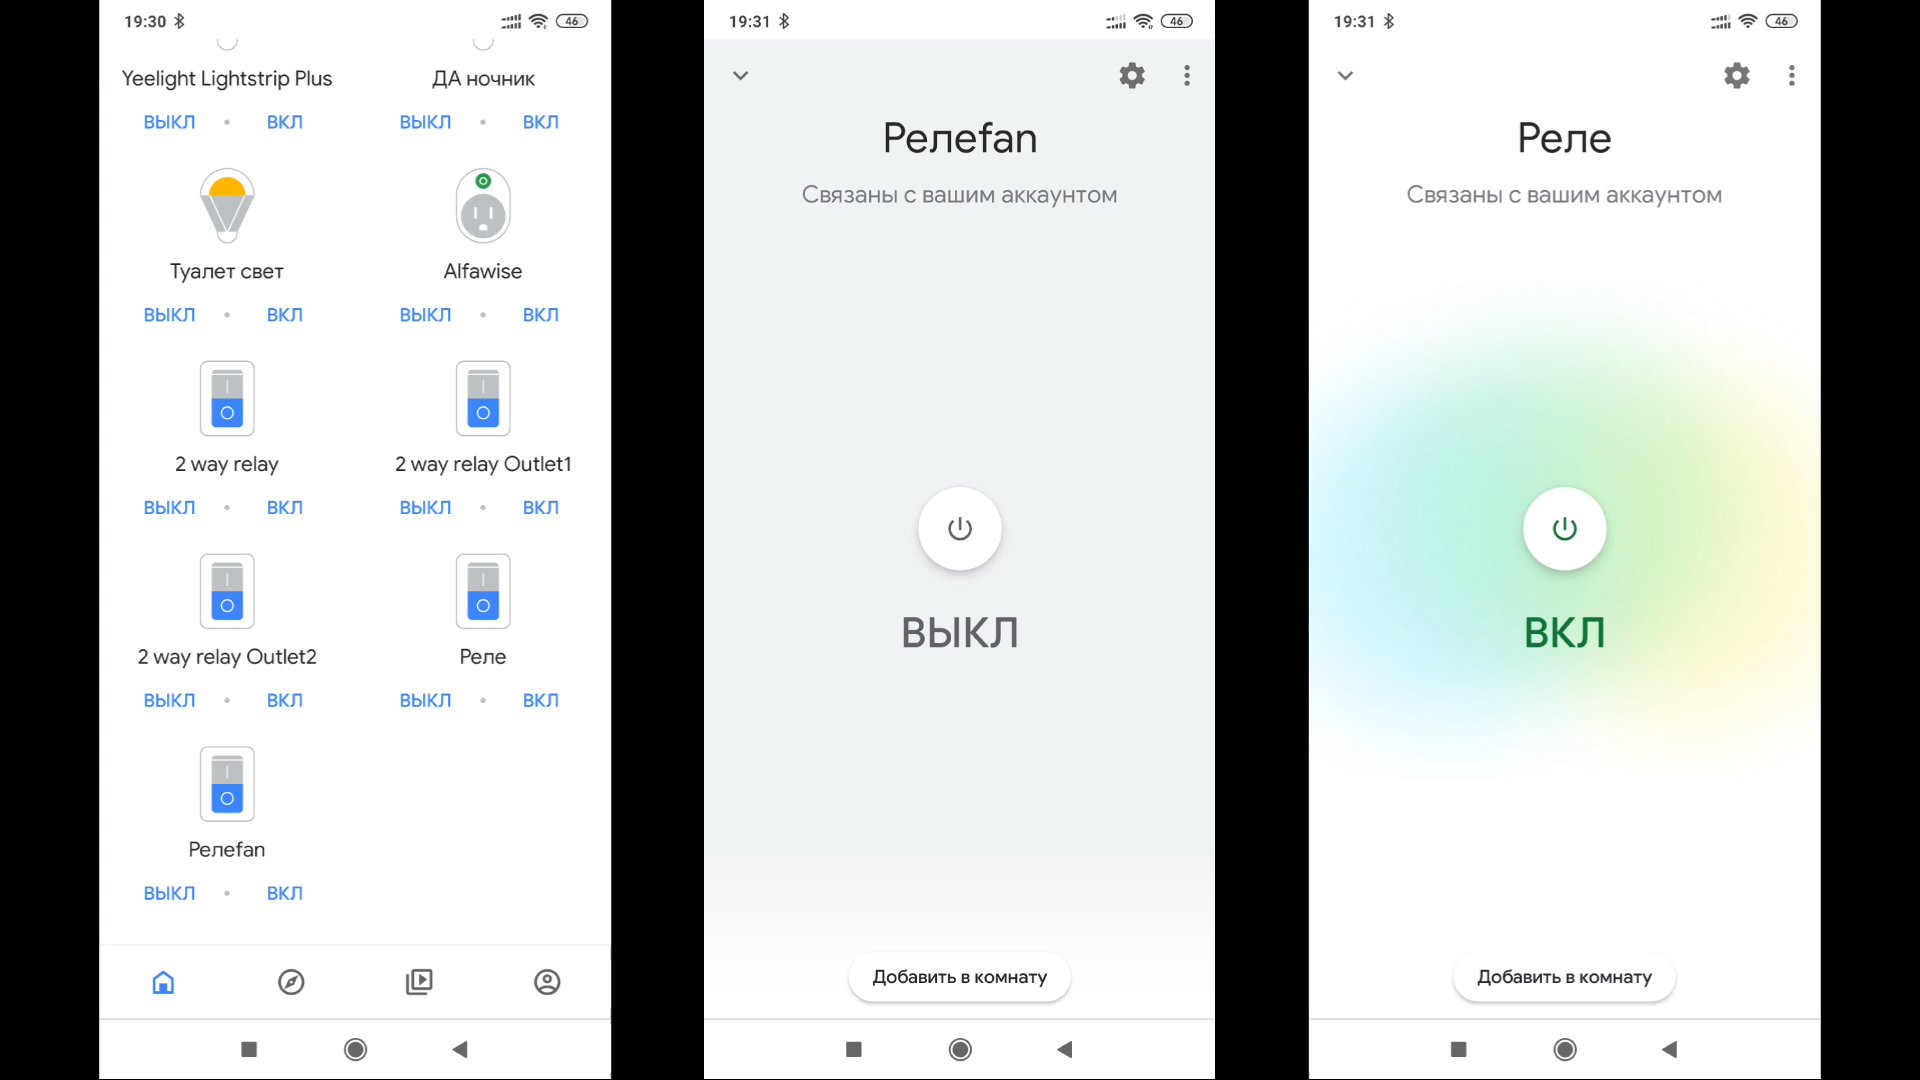 19:30
46
Yeelight Lightstrip Plus
ДА ночник
ВЫКЛ • ВКЛ
ВЫКЛ • ВКЛ
Туалет свет
Alfawise
ВЫКЛ • ВКЛ
ВЫКЛ • ВКЛ
2 way relay
2 way relay Outlet1
ВЫКЛ • ВКЛ
ВЫКЛ • ВКЛ
2 way relay Outlet2
Реле
ВЫКЛ • ВКЛ
ВЫКЛ • ВКЛ
Релеfan
ВЫКЛ • ВКЛ
19:31
46
Релеfan
Связаны с вашим аккаунтом
ВЫКЛ
Добавить в комнату
19:31
46
Реле
Связаны с вашим аккаунтом
ВКЛ
Добавить в комнату